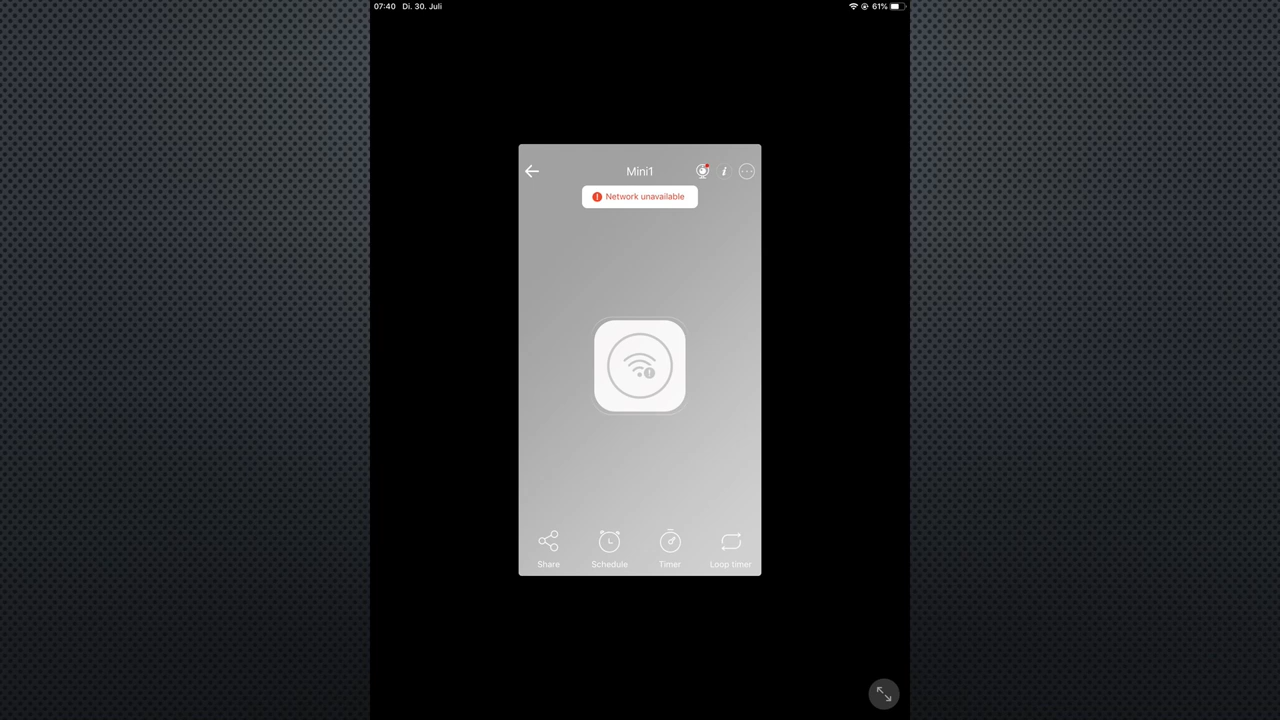 07:40 Di. 30. Juli 61%
Mini1
Network unavailable
Share Schedule Timer Loop timer